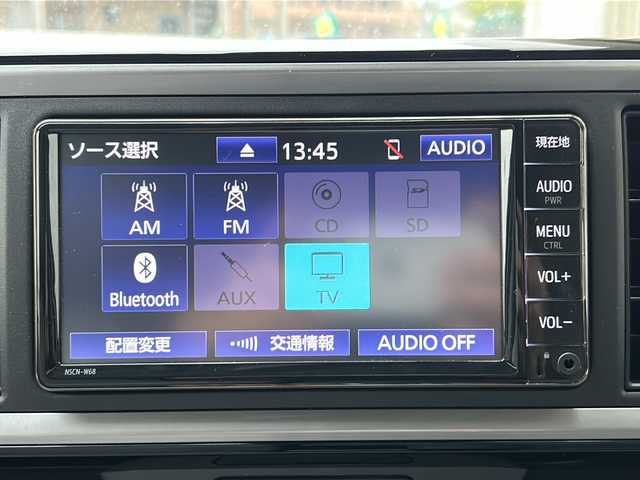 ソース選択 13:45 AUDIO
現在地
AM FM CD SD
AUDIO
PWR
MENU
CTRL
Bluetooth AUX TV
VOL+
VOL−
配置変更 交通情報 AUDIO OFF
NSCN-W68